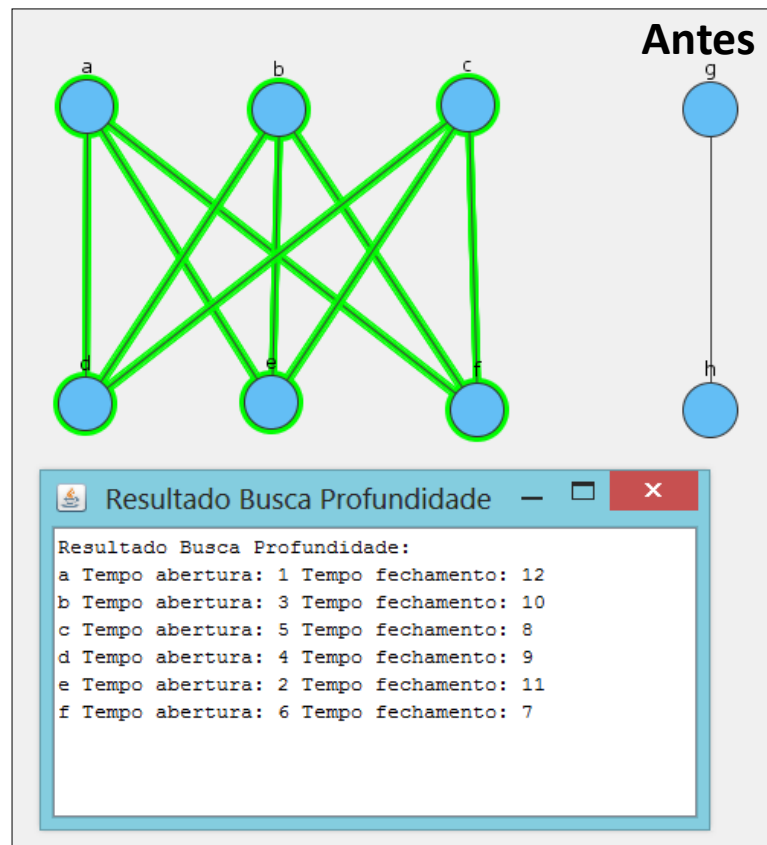 Antes
a
b
c
g
d
e
f
h
Resultado Busca Profundidade
Resultado Busca Profundidade:
a Tempo abertura: 1 Tempo fechamento: 12
b Tempo abertura: 3 Tempo fechamento: 10
c Tempo abertura: 5 Tempo fechamento: 8
d Tempo abertura: 4 Tempo fechamento: 9
e Tempo abertura: 2 Tempo fechamento: 11
f Tempo abertura: 6 Tempo fechamento: 7